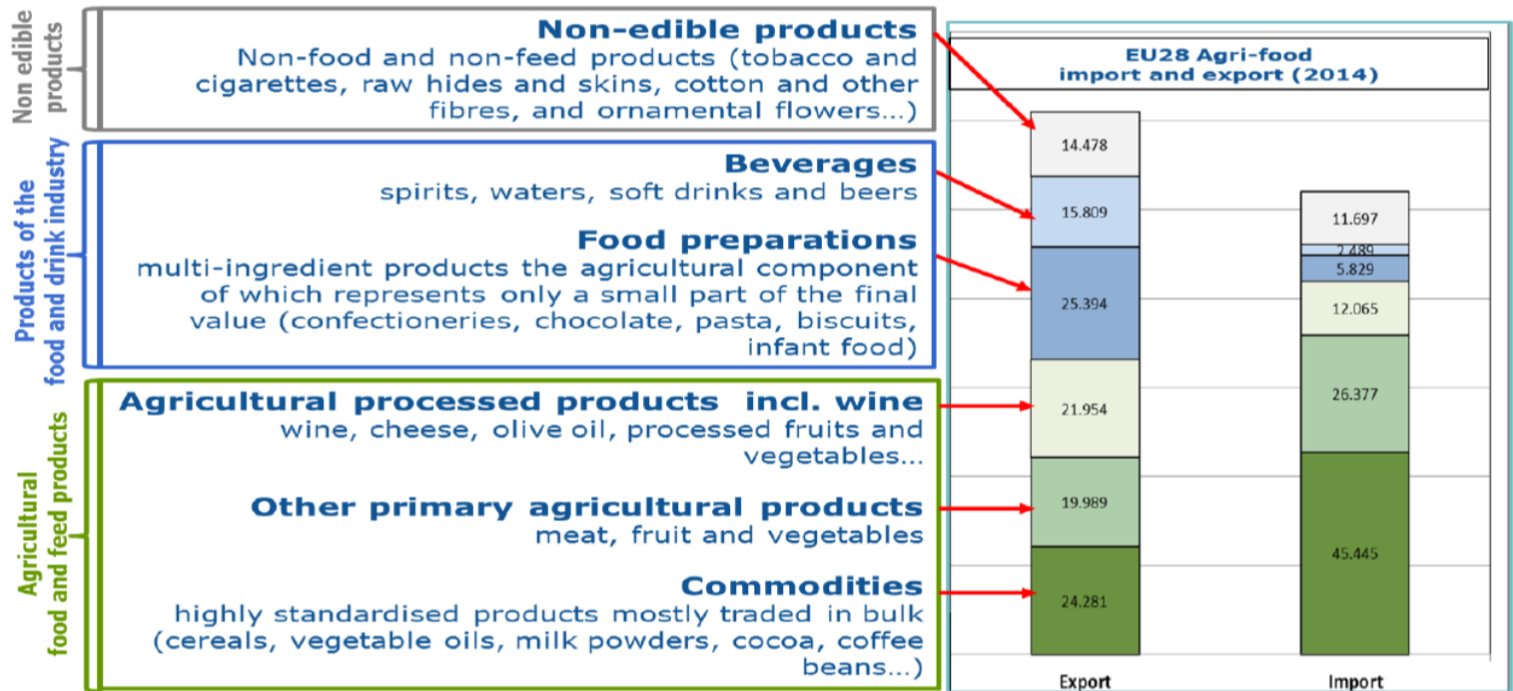 Non edible
products
Non-edible products
Non-food and non-feed products (tobacco and
cigarettes, raw hides and skins, cotton and other
fibres, and ornamental flowers...)
Products of the
food and drink industry
Beverages
spirits, waters, soft drinks and beers
Food preparations
multi-ingredient products the agricultural component
of which represents only a small part of the final
value (confectioneries, chocolate, pasta, biscuits,
infant food)
Agricultural
food and feed products
Agricultural processed products incl. wine
wine, cheese, olive oil, processed fruits and
vegetables...
Other primary agricultural products
meat, fruit and vegetables
Commodities
highly standardised products mostly traded in bulk
(cereals, vegetable oils, milk powders, cocoa, coffee
beans...)
EU28 Agri-food
import and export (2014)
14.478
15.809
25.394
21.954
19.989
24.281
Export
11.697
2.489
5.829
12.065
26.377
45.445
Import